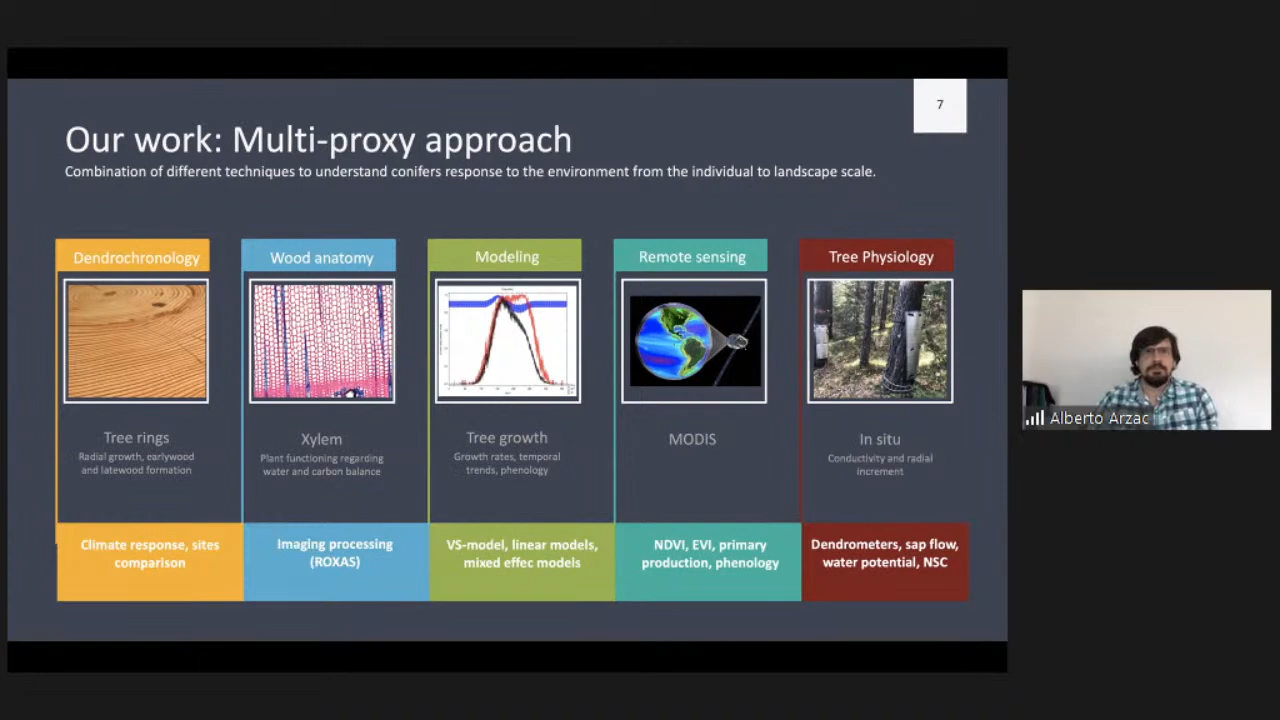 7
Our work: Multi-proxy approach
Combination of different techniques to understand conifers response to the environment from the individual to landscape scale.
Dendrochronology
Wood anatomy
Modeling
Remote sensing
Tree Physiology
Tree rings
Radial growth, earlywood
and latewood formation
Xylem
Plant functioning regarding
water and carbon balance
Tree growth
Growth rates, temporal
trends, phenology
MODIS
In situ
Conductivity and radial
increment
Climate response, sites
comparison
Imaging processing
(ROXAS)
VS-model, linear models,
mixed effec models
NDVI, EVI, primary
production, phenology
Dendrometers, sap flow,
water potential, NSC
Alberto Arzac